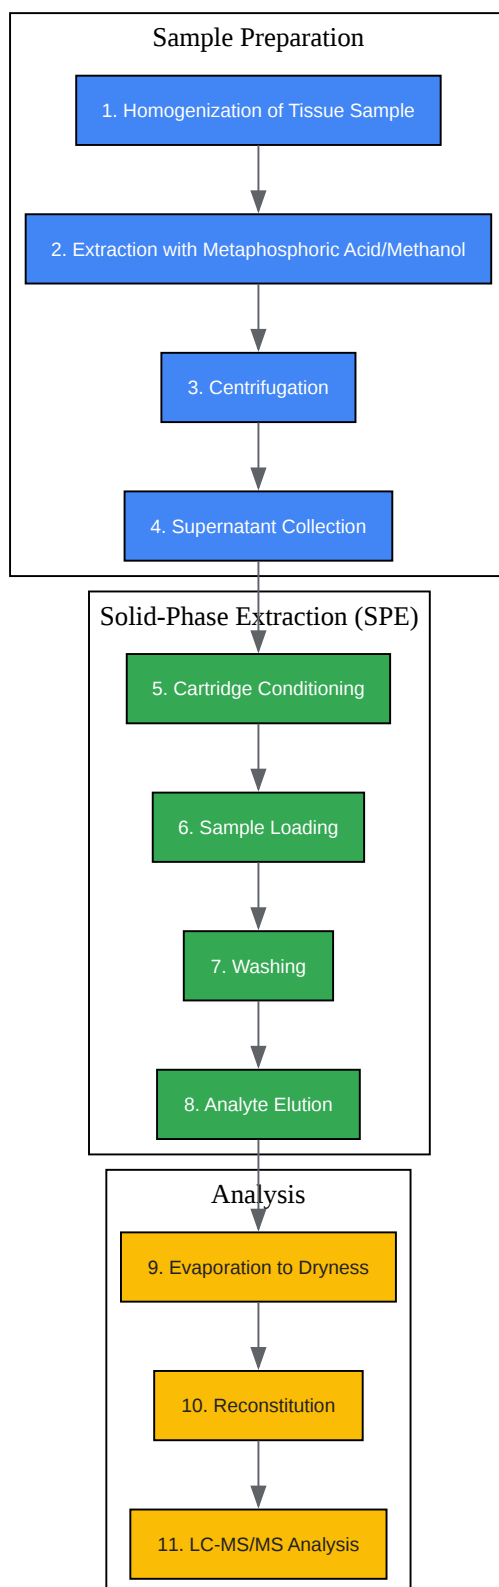 Sample Preparation
1. Homogenization of Tissue Sample
2. Extraction with Metaphosphoric Acid/Methanol
3. Centrifugation
4. Supernatant Collection
Solid-Phase Extraction (SPE)
5. Cartridge Conditioning
6. Sample Loading
7. Washing
8. Analyte Elution
Analysis
9. Evaporation to Dryness
10. Reconstitution
11. LC-MS/MS Analysis